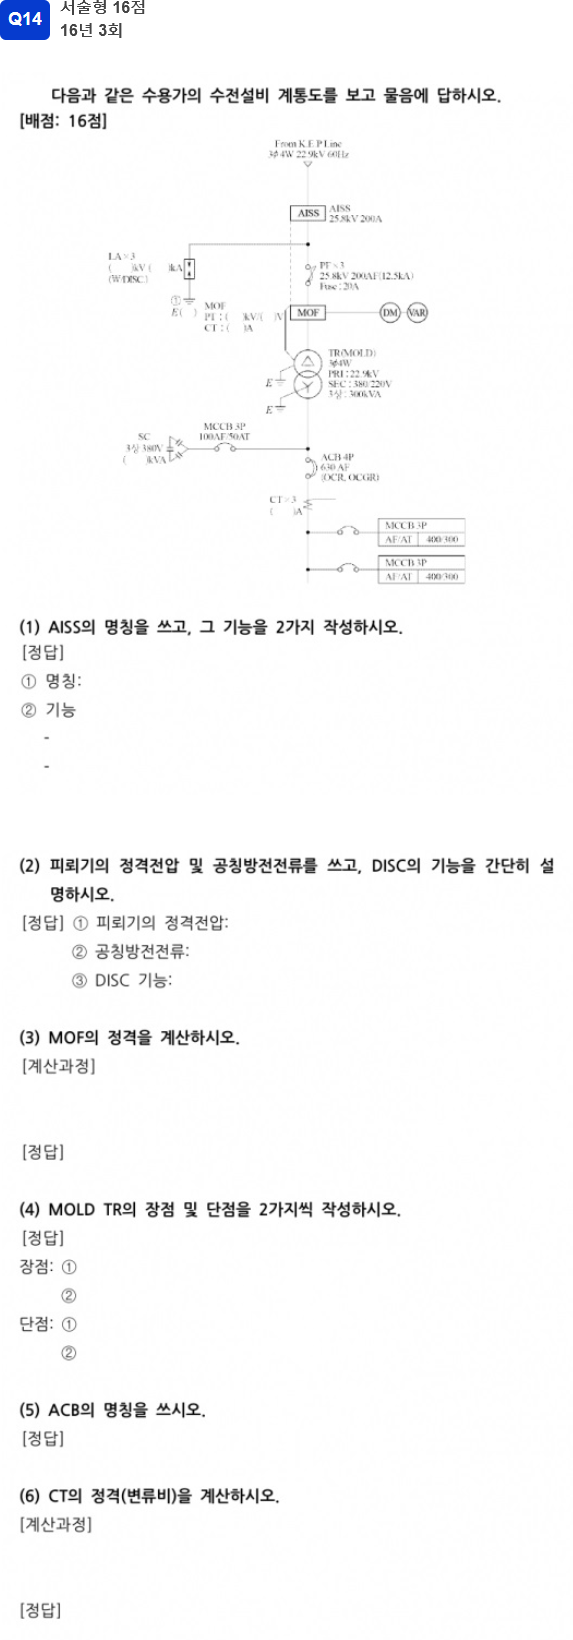 Q14
서술형 16점
16년 3회
다음과 같은 수용가의 수전설비 계통도를 보고 물음에 답하시오.
[배점: 16점]
From K.E.P Line
3φ4W 22.9kV 60Hz
AISS
AISS
25.8kV 200A
LA×3
( )kV ( )kA
(W/DISC.)
①
E( )
PF×3
25.8kV 200AF(12.5kA)
Fuse : 20A
MOF
PT : ( )kV/( )V
CT : ( )A
MOF
DM
VAR
TR(MOLD)
3φ4W
PRI : 22.9kV
SEC : 380/220V
3상 : 300kVA
E
E
SC
3상 380V
( )kVA
MCCB 3P
100AF/50AT
ACB 4P
630 AF
(OCR, OCGR)
CT×3
( )A
MCCB 3P
AF/AT 400/300
MCCB 3P
AF/AT 400/300
(1) AISS의 명칭을 쓰고, 그 기능을 2가지 작성하시오.
[정답]
① 명칭:
② 기능
-
-
(2) 피뢰기의 정격전압 및 공칭방전전류를 쓰고, DISC의 기능을 간단히 설
명하시오.
[정답] ① 피뢰기의 정격전압:
② 공칭방전전류:
③ DISC 기능:
(3) MOF의 정격을 계산하시오.
[계산과정]
[정답]
(4) MOLD TR의 장점 및 단점을 2가지씩 작성하시오.
[정답]
장점: ①
②
단점: ①
②
(5) ACB의 명칭을 쓰시오.
[정답]
(6) CT의 정격(변류비)을 계산하시오.
[계산과정]
[정답]